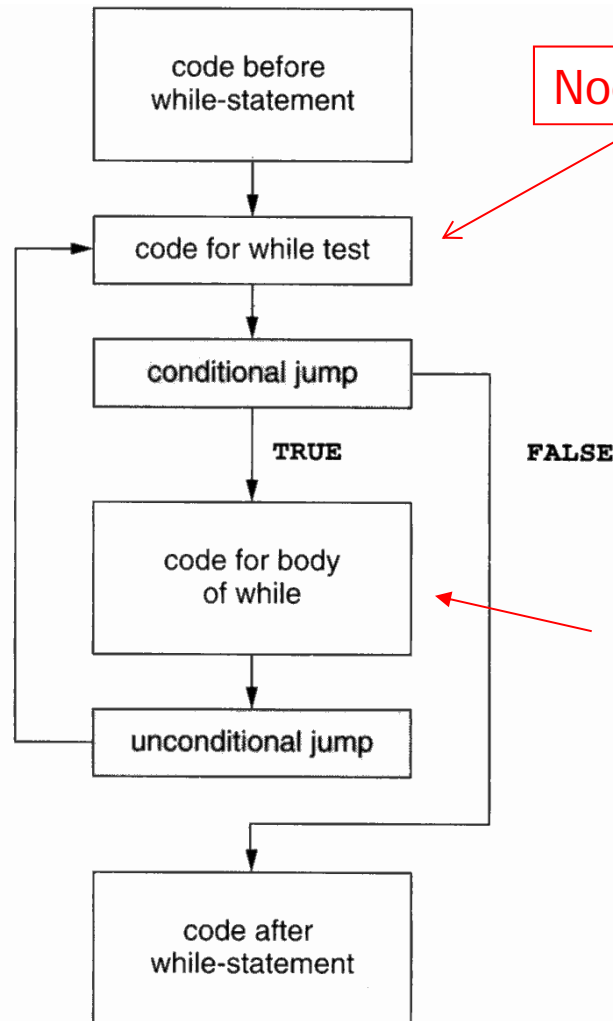 code before
while-statement
code for while test
conditional jump
TRUE
FALSE
code for body
of while
unconditional jump
code after
while-statement